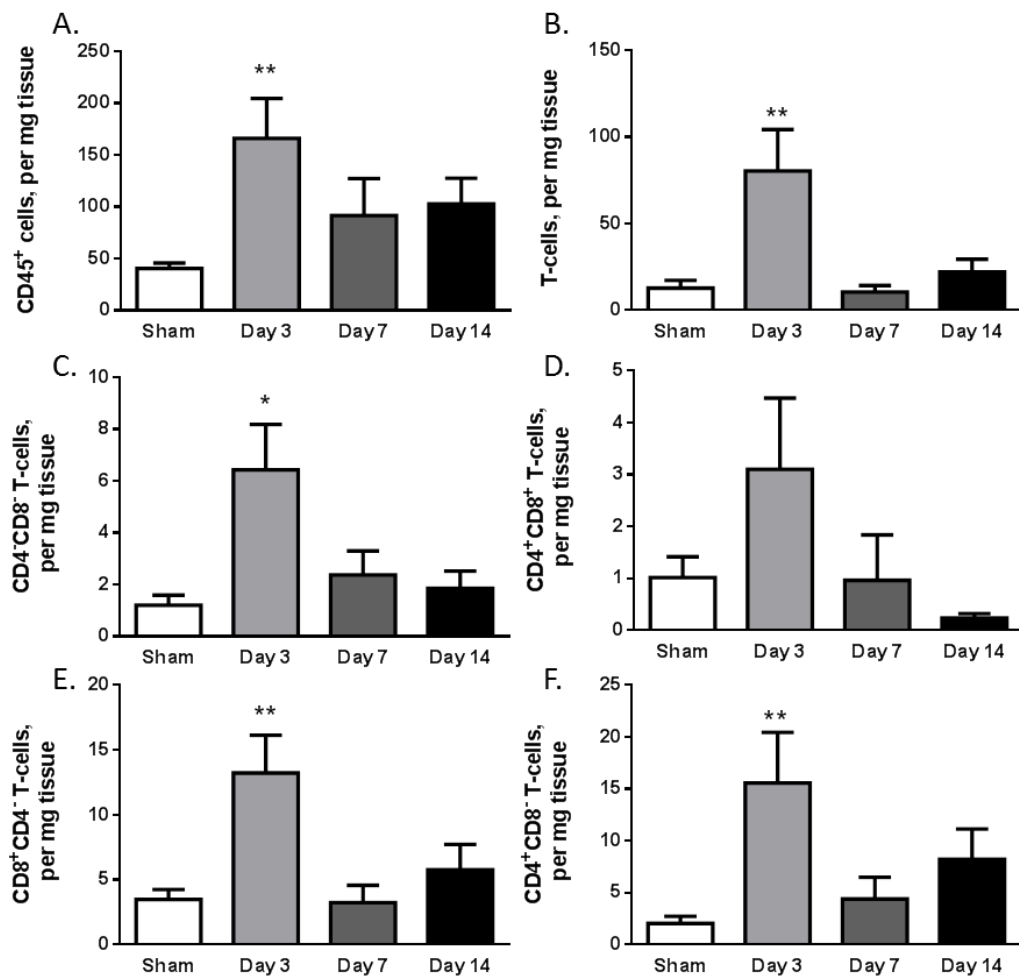 A.
CD45⁺ cells, per mg tissue
250
200
150
100
50
0
**
Sham Day 3 Day 7 Day 14
B.
T-cells, per mg tissue
150
100
50
0
**
Sham Day 3 Day 7 Day 14
C.
CD4⁻CD8⁻ T-cells,
per mg tissue
10
8
6
4
2
0
*
Sham Day 3 Day 7 Day 14
D.
CD4⁺CD8⁺ T-cells,
per mg tissue
5
4
3
2
1
0
Sham Day 3 Day 7 Day 14
E.
CD8⁺CD4⁻ T-cells,
per mg tissue
20
15
10
5
0
**
Sham Day 3 Day 7 Day 14
F.
CD4⁺CD8⁻ T-cells,
per mg tissue
25
20
15
10
5
0
**
Sham Day 3 Day 7 Day 14